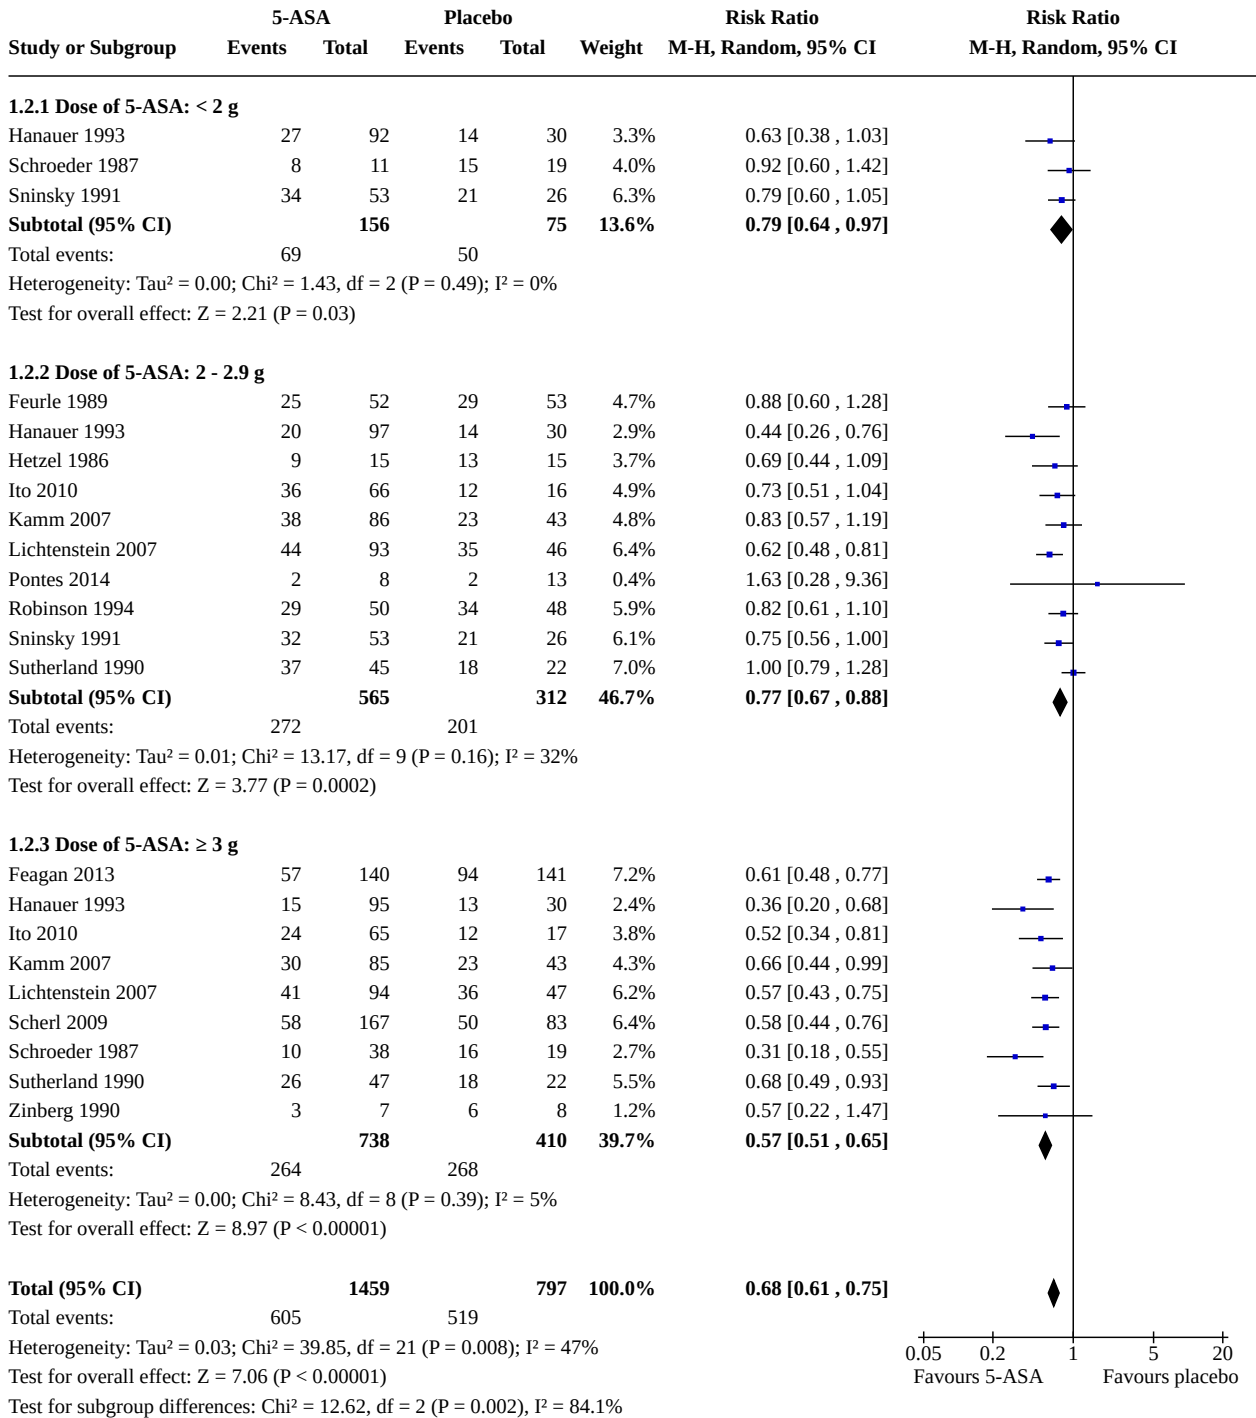 5-ASA Placebo Risk Ratio Risk Ratio
Study or Subgroup Events Total Events Total Weight M-H, Random, 95% CI M-H, Random, 95% CI
1.2.1 Dose of 5-ASA: < 2 g
Hanauer 1993 27 92 14 30 3.3% 0.63 [0.38 , 1.03]
Schroeder 1987 8 11 15 19 4.0% 0.92 [0.60 , 1.42]
Sninsky 1991 34 53 21 26 6.3% 0.79 [0.60 , 1.05]
Subtotal (95% CI) 156 75 13.6% 0.79 [0.64 , 0.97]
Total events: 69 50
Heterogeneity: Tau² = 0.00; Chi² = 1.43, df = 2 (P = 0.49); I² = 0%
Test for overall effect: Z = 2.21 (P = 0.03)
1.2.2 Dose of 5-ASA: 2 - 2.9 g
Feurle 1989 25 52 29 53 4.7% 0.88 [0.60 , 1.28]
Hanauer 1993 20 97 14 30 2.9% 0.44 [0.26 , 0.76]
Hetzel 1986 9 15 13 15 3.7% 0.69 [0.44 , 1.09]
Ito 2010 36 66 12 16 4.9% 0.73 [0.51 , 1.04]
Kamm 2007 38 86 23 43 4.8% 0.83 [0.57 , 1.19]
Lichtenstein 2007 44 93 35 46 6.4% 0.62 [0.48 , 0.81]
Pontes 2014 2 8 2 13 0.4% 1.63 [0.28 , 9.36]
Robinson 1994 29 50 34 48 5.9% 0.82 [0.61 , 1.10]
Sninsky 1991 32 53 21 26 6.1% 0.75 [0.56 , 1.00]
Sutherland 1990 37 45 18 22 7.0% 1.00 [0.79 , 1.28]
Subtotal (95% CI) 565 312 46.7% 0.77 [0.67 , 0.88]
Total events: 272 201
Heterogeneity: Tau² = 0.01; Chi² = 13.17, df = 9 (P = 0.16); I² = 32%
Test for overall effect: Z = 3.77 (P = 0.0002)
1.2.3 Dose of 5-ASA: ≥ 3 g
Feagan 2013 57 140 94 141 7.2% 0.61 [0.48 , 0.77]
Hanauer 1993 15 95 13 30 2.4% 0.36 [0.20 , 0.68]
Ito 2010 24 65 12 17 3.8% 0.52 [0.34 , 0.81]
Kamm 2007 30 85 23 43 4.3% 0.66 [0.44 , 0.99]
Lichtenstein 2007 41 94 36 47 6.2% 0.57 [0.43 , 0.75]
Scherl 2009 58 167 50 83 6.4% 0.58 [0.44 , 0.76]
Schroeder 1987 10 38 16 19 2.7% 0.31 [0.18 , 0.55]
Sutherland 1990 26 47 18 22 5.5% 0.68 [0.49 , 0.93]
Zinberg 1990 3 7 6 8 1.2% 0.57 [0.22 , 1.47]
Subtotal (95% CI) 738 410 39.7% 0.57 [0.51 , 0.65]
Total events: 264 268
Heterogeneity: Tau² = 0.00; Chi² = 8.43, df = 8 (P = 0.39); I² = 5%
Test for overall effect: Z = 8.97 (P < 0.00001)
Total (95% CI) 1459 797 100.0% 0.68 [0.61 , 0.75]
Total events: 605 519
Heterogeneity: Tau² = 0.03; Chi² = 39.85, df = 21 (P = 0.008); I² = 47%
0.05 0.2 1 5 20
Test for overall effect: Z = 7.06 (P < 0.00001) Favours 5-ASA Favours placebo
Test for subgroup differences: Chi² = 12.62, df = 2 (P = 0.002), I² = 84.1%